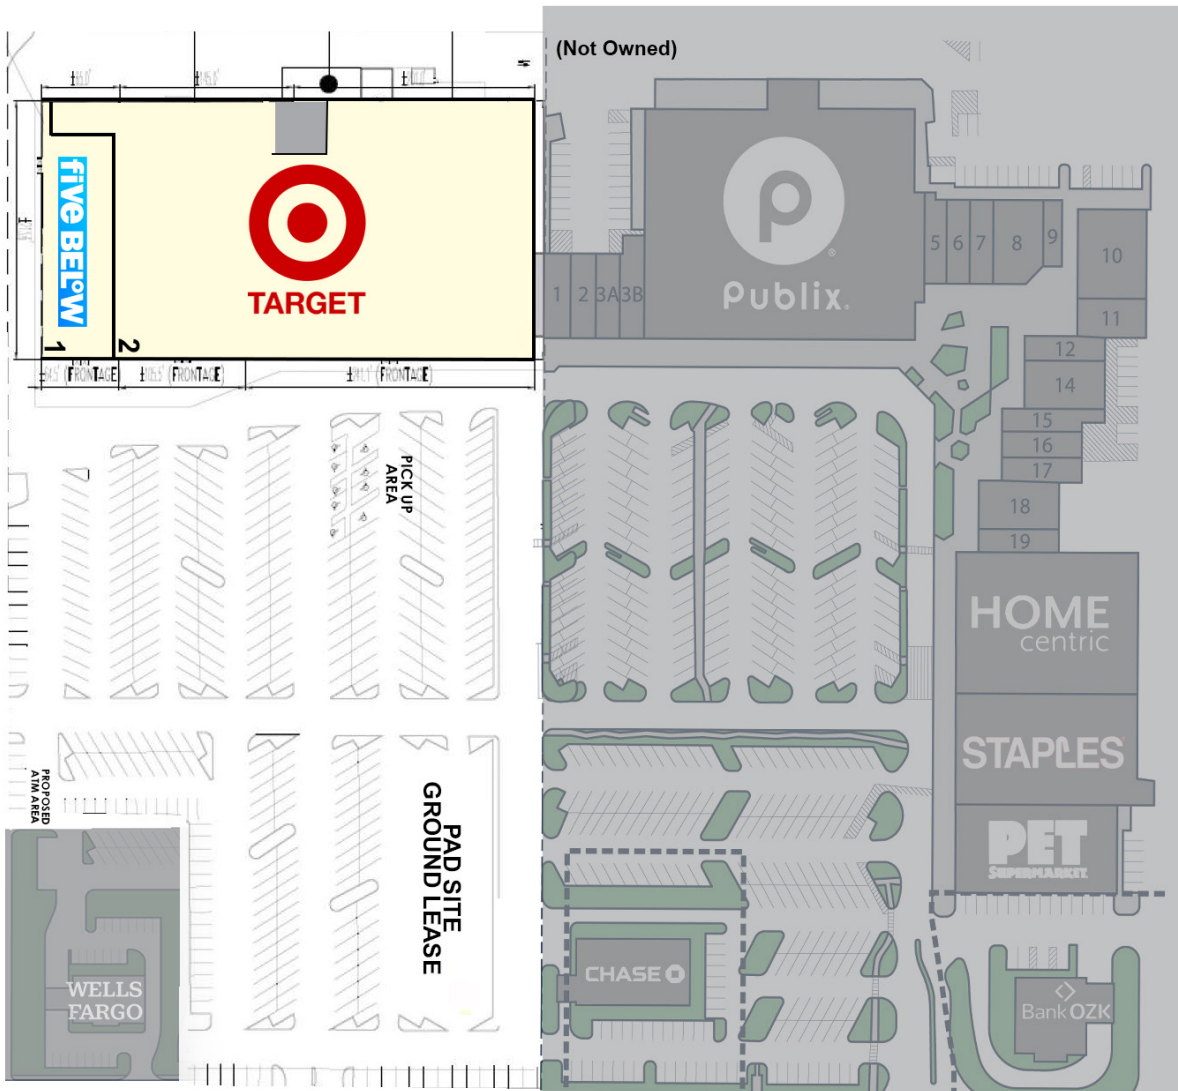 (Not Owned)
five BELOW
TARGET
Publix
1
2
1
2
3A
3B
5
6
7
8
9
10
11
12
14
15
16
17
18
19
(FRONTAGE)
(FRONTAGE)
(FRONTAGE)
PICK UP
AREA
HOME
centric
STAPLES
PET
SUPERMARKET
PROPOSED
ATM AREA
PAD SITE
GROUND LEASE
WELLS
FARGO
CHASE
Bank OZK